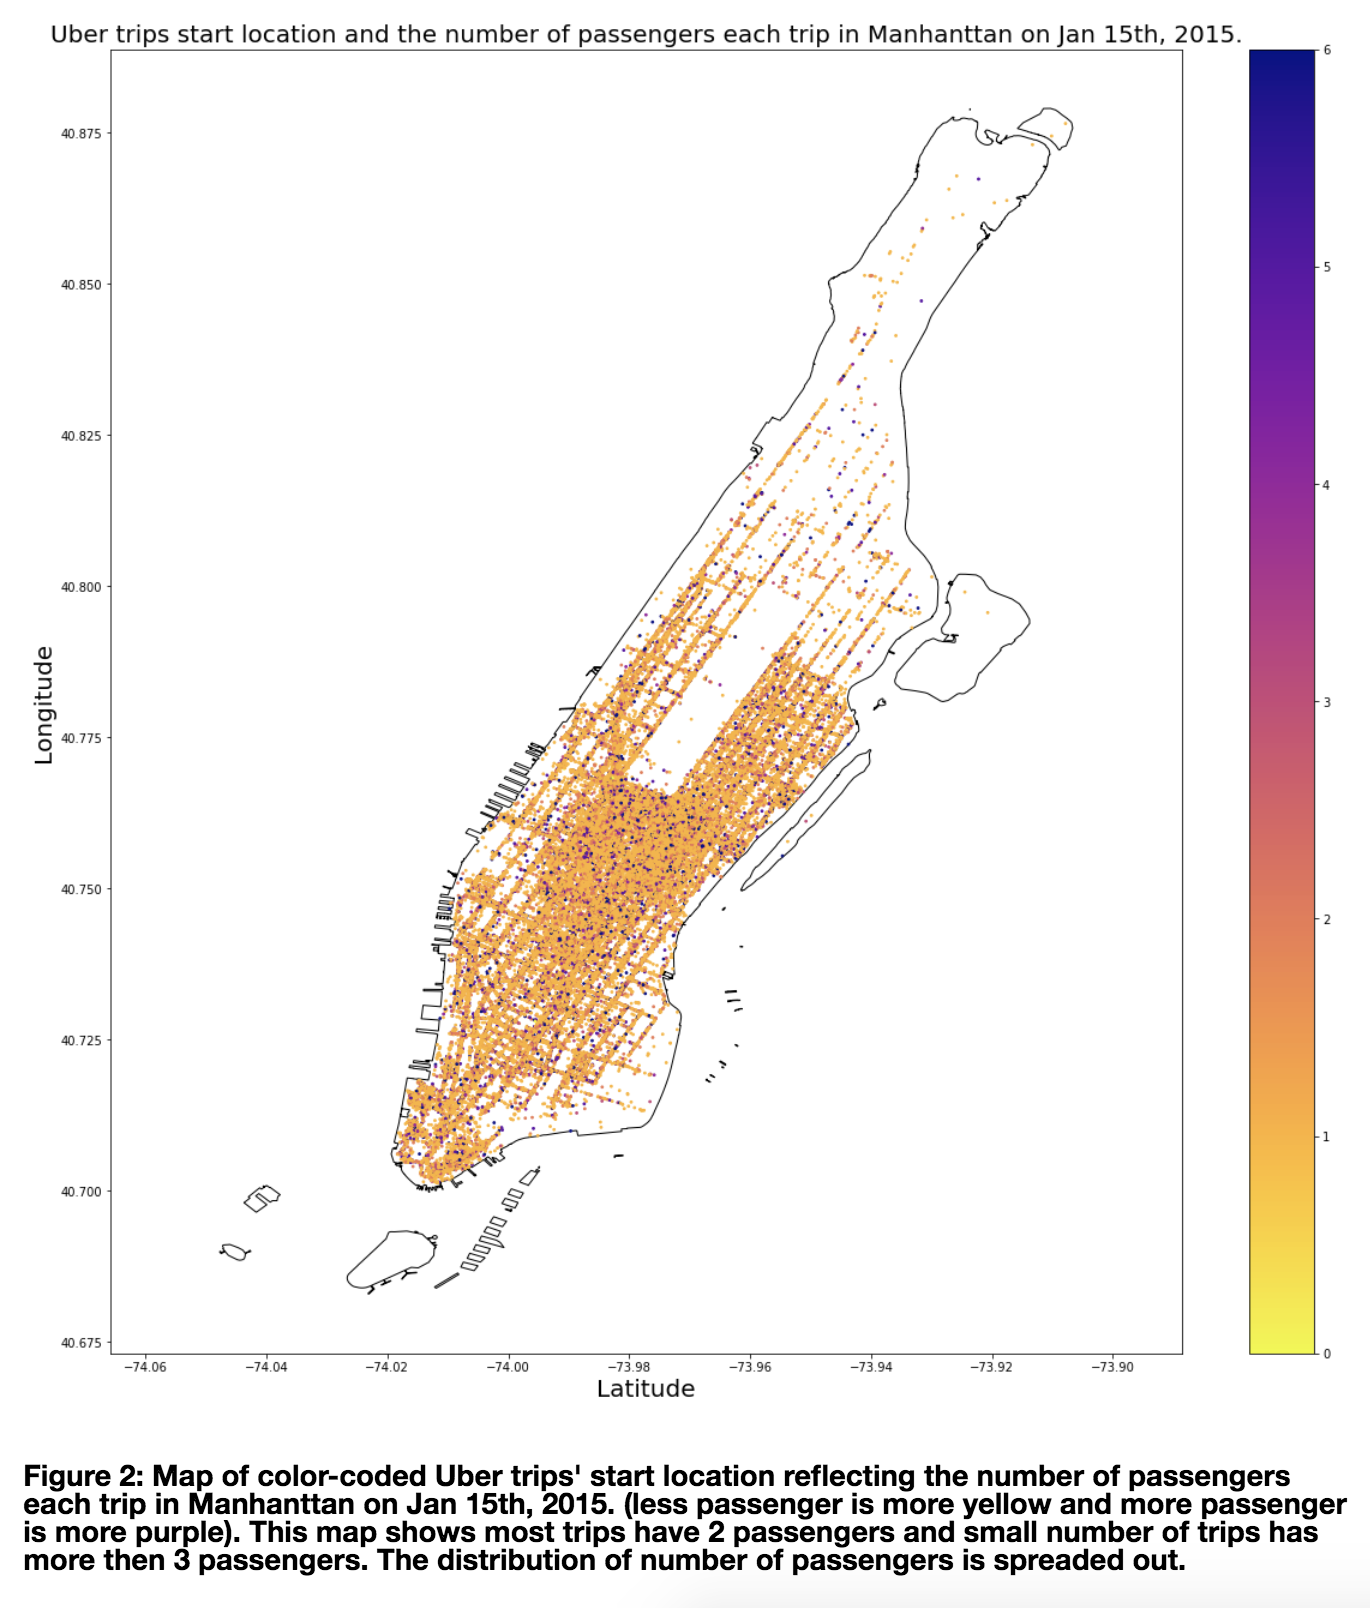 Uber trips start location and the number of passengers each trip in Manhanttan on Jan 15th, 2015.
6
40.875
5
40.850
40.825
4
40.800
Longitude
3
40.775
40.750
2
40.725
1
40.700
40.675
0
−74.06 −74.04 −74.02 −74.00 −73.98 −73.96 −73.94 −73.92 −73.90
Latitude
Figure 2: Map of color-coded Uber trips' start location reflecting the number of passengers
each trip in Manhanttan on Jan 15th, 2015. (less passenger is more yellow and more passenger
is more purple). This map shows most trips have 2 passengers and small number of trips has
more then 3 passengers. The distribution of number of passengers is spreaded out.